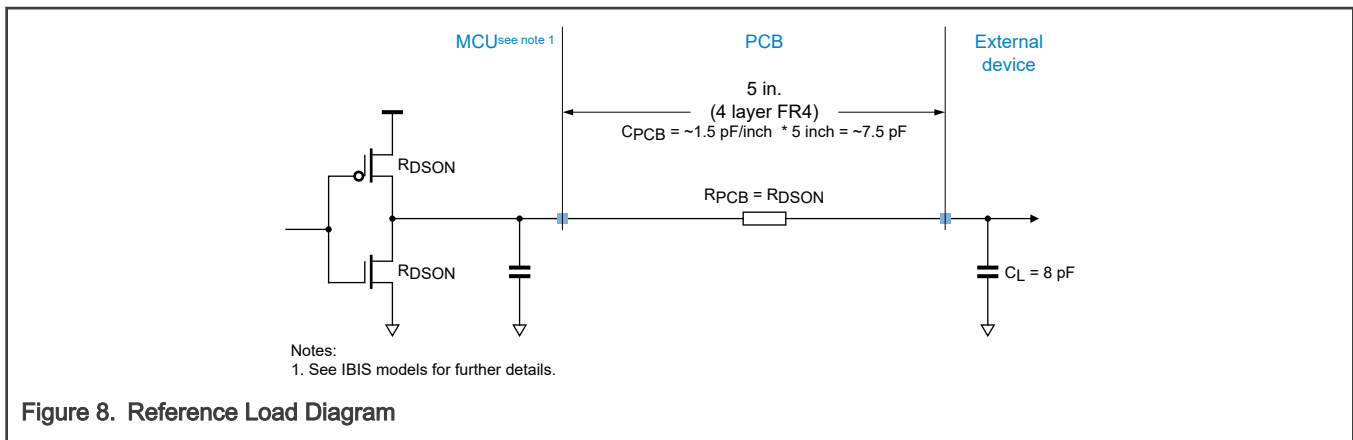 MCU see note 1
PCB
External
device
5 in.
(4 layer FR4)
CPCB = ~1.5 pF/inch * 5 inch = ~7.5 pF
RDSON
RPCB = RDSON
RDSON
CL = 8 pF
Notes:
1. See IBIS models for further details.
Figure 8. Reference Load Diagram